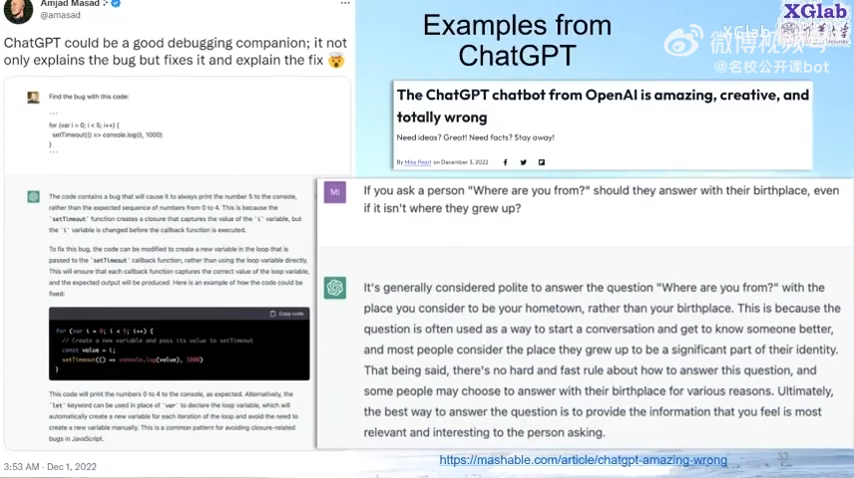 Amjad Masad
@amasad
ChatGPT could be a good debugging companion; it not
only explains the bug but fixes it and explain the fix 🤯
Find the bug with this code:
```
for (var i = 0; i < 5; i++) {
setTimeout(() => console.log(i), 1000)
}
```
The code contains a bug that will cause it to always print the number 5 to the console,
rather than the expected sequence of numbers from 0 to 4. This is because the
`setTimeout` function creates a closure that captures the value of the `i` variable, but
the `i` variable is changed before the callback function is executed.
To fix this bug, the code can be modified to create a new variable in the loop that is
passed to the `setTimeout` callback function, rather than using the loop variable directly.
This will ensure that each callback function captures the correct value of the loop variable,
and the expected output will be produced. Here is an example of how the code could be
fixed:
Copy code
for (var i = 0; i < 5; i++) {
// Create a new variable and pass its value to setTimeout
const value = i;
setTimeout(() => console.log(value), 1000)
}
This code will print the numbers 0 to 4 to the console, as expected. Alternatively, the
`let` keyword can be used in place of `var` to declare the loop variable, which will
automatically create a new variable for each iteration of the loop and avoid the need to
create a new variable manually. This is a common pattern for avoiding closure-related
bugs in JavaScript.
3:53 AM · Dec 1, 2022
Examples from
ChatGPT
XGlab
XGlab
微博视频号
@名校公开课bot
The ChatGPT chatbot from OpenAI is amazing, creative, and
totally wrong
Need ideas? Great! Need facts? Stay away!
By Mike Pearl on December 3, 2022
MI
If you ask a person "Where are you from?" should they answer with their birthplace, even
if it isn't where they grew up?
It's generally considered polite to answer the question "Where are you from?" with the
place you consider to be your hometown, rather than your birthplace. This is because the
question is often used as a way to start a conversation and get to know someone better,
and most people consider the place they grew up to be a significant part of their identity.
That being said, there's no hard and fast rule about how to answer this question, and
some people may choose to answer with their birthplace for various reasons. Ultimately,
the best way to answer the question is to provide the information that you feel is most
relevant and interesting to the person asking.
https://mashable.com/article/chatgpt-amazing-wrong
33